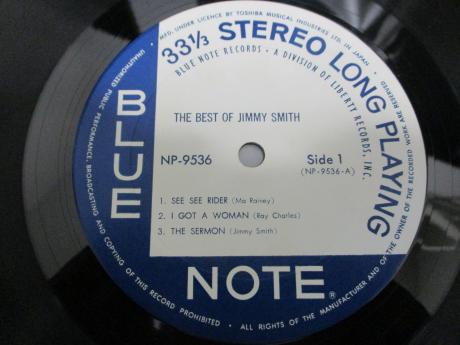 MFD. UNDER LICENCE BY TOSHIBA MUSICAL INDUSTRIES LTD. IN JAPAN
33 1/3 STEREO LONG PLAYING
BLUE NOTE RECORDS • A DIVISION OF LIBERTY RECORDS, INC.
THE BEST OF JIMMY SMITH
NP-9536
Side 1
(NP-9536-A)
1. SEE SEE RIDER (Ma Rainey)
2. I GOT A WOMAN (Ray Charles)
3. THE SERMON (Jimmy Smith)
BLUE
NOTE®
UNAUTHORIZED PUBLIC PERFORMANCE, BROADCASTING AND COPYING OF THIS RECORD PROHIBITED • ALL RIGHTS OF THE MANUFACTURER AND OF THE OWNER OF THE RECORDED WORK ARE RESERVED